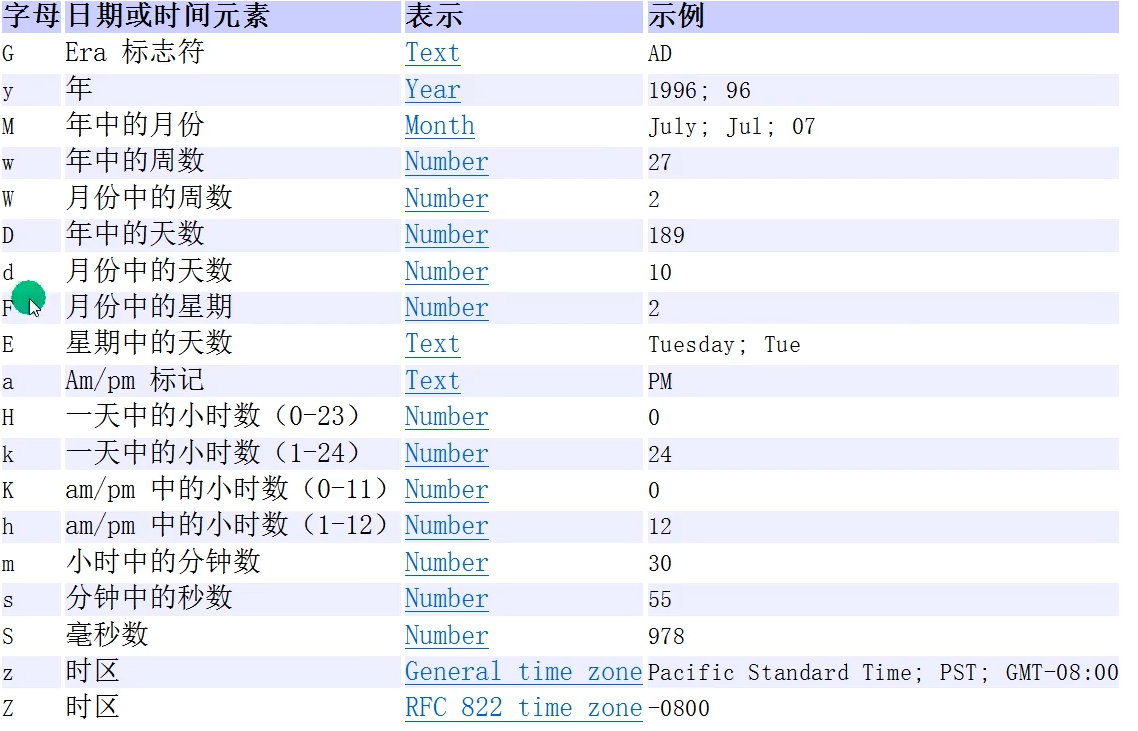 字母 日期或时间元素 表示 示例
G Era 标志符 Text AD
y 年 Year 1996; 96
M 年中的月份 Month July; Jul; 07
w 年中的周数 Number 27
W 月份中的周数 Number 2
D 年中的天数 Number 189
d 月份中的天数 Number 10
F 月份中的星期 Number 2
E 星期中的天数 Text Tuesday; Tue
a Am/pm 标记 Text PM
H 一天中的小时数（0-23） Number 0
k 一天中的小时数（1-24） Number 24
K am/pm 中的小时数（0-11） Number 0
h am/pm 中的小时数（1-12） Number 12
m 小时中的分钟数 Number 30
s 分钟中的秒数 Number 55
S 毫秒数 Number 978
z 时区 General time zone Pacific Standard Time; PST; GMT-08:00
Z 时区 RFC 822 time zone -0800